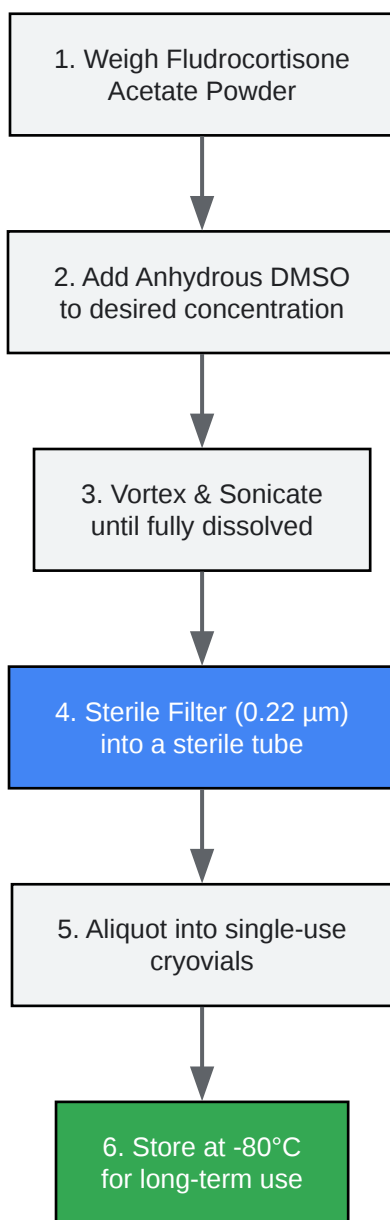 1. Weigh Fludrocortisone
Acetate Powder
2. Add Anhydrous DMSO
to desired concentration
3. Vortex & Sonicate
until fully dissolved
4. Sterile Filter (0.22 µm)
into a sterile tube
5. Aliquot into single-use
cryovials
6. Store at -80°C
for long-term use